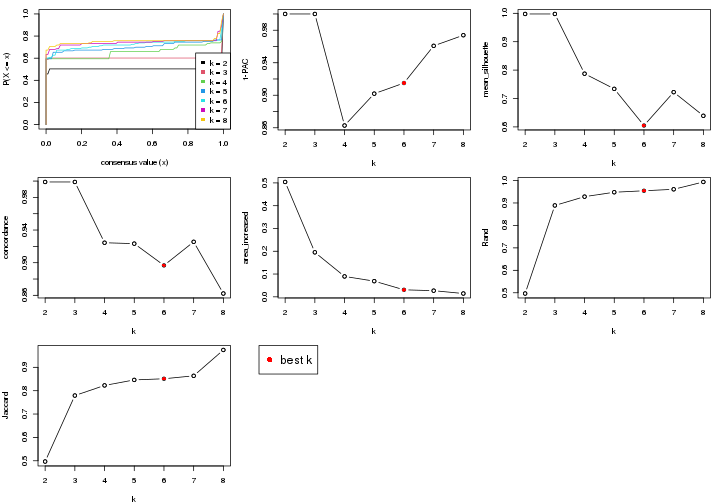 P(X <= x)
0.0 0.2 0.4 0.6 0.8 1.0
0.0 0.2 0.4 0.6 0.8 1.0
consensus value (x)
k = 2
k = 3
k = 4
k = 5
k = 6
k = 7
k = 8
1-PAC
0.86 0.90 0.94 0.98
2 3 4 5 6 7 8
k
mean_silhouette
0.6 0.7 0.8 0.9 1.0
2 3 4 5 6 7 8
k
concordance
0.86 0.90 0.94 0.98
2 3 4 5 6 7 8
k
area_increased
0.0 0.1 0.2 0.3 0.4 0.5
2 3 4 5 6 7 8
k
Rand
0.5 0.6 0.7 0.8 0.9 1.0
2 3 4 5 6 7 8
k
Jaccard
0.5 0.6 0.7 0.8 0.9
2 3 4 5 6 7 8
k
best k